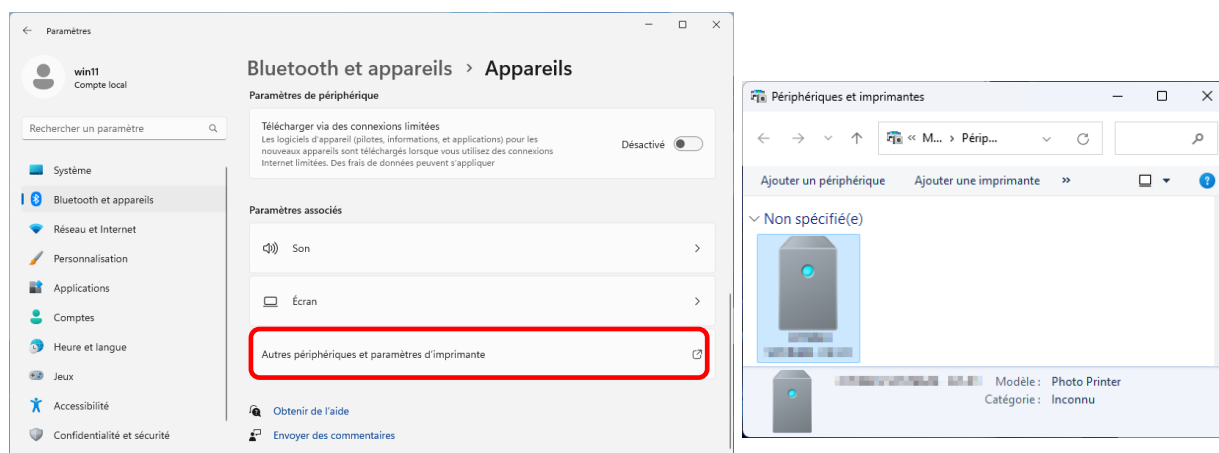 Paramètres
win11
Compte local
Rechercher un paramètre
Système
Bluetooth et appareils
Réseau et Internet
Personnalisation
Applications
Comptes
Heure et langue
Jeux
Accessibilité
Confidentialité et sécurité
Bluetooth et appareils > Appareils
Paramètres de périphérique
Télécharger via des connexions limitées
Les logiciels d'appareil (pilotes, informations, et applications) pour les
nouveaux appareils sont téléchargés lorsque vous utilisez des connexions
Internet limitées. Des frais de données peuvent s'appliquer
Désactivé
Paramètres associés
Son
Écran
Autres périphériques et paramètres d'imprimante
Obtenir de l'aide
Envoyer des commentaires
Périphériques et imprimantes
« M... > Périp...
Ajouter un périphérique Ajouter une imprimante »
Non spécifié(e)
Modèle : Photo Printer
Catégorie : Inconnu